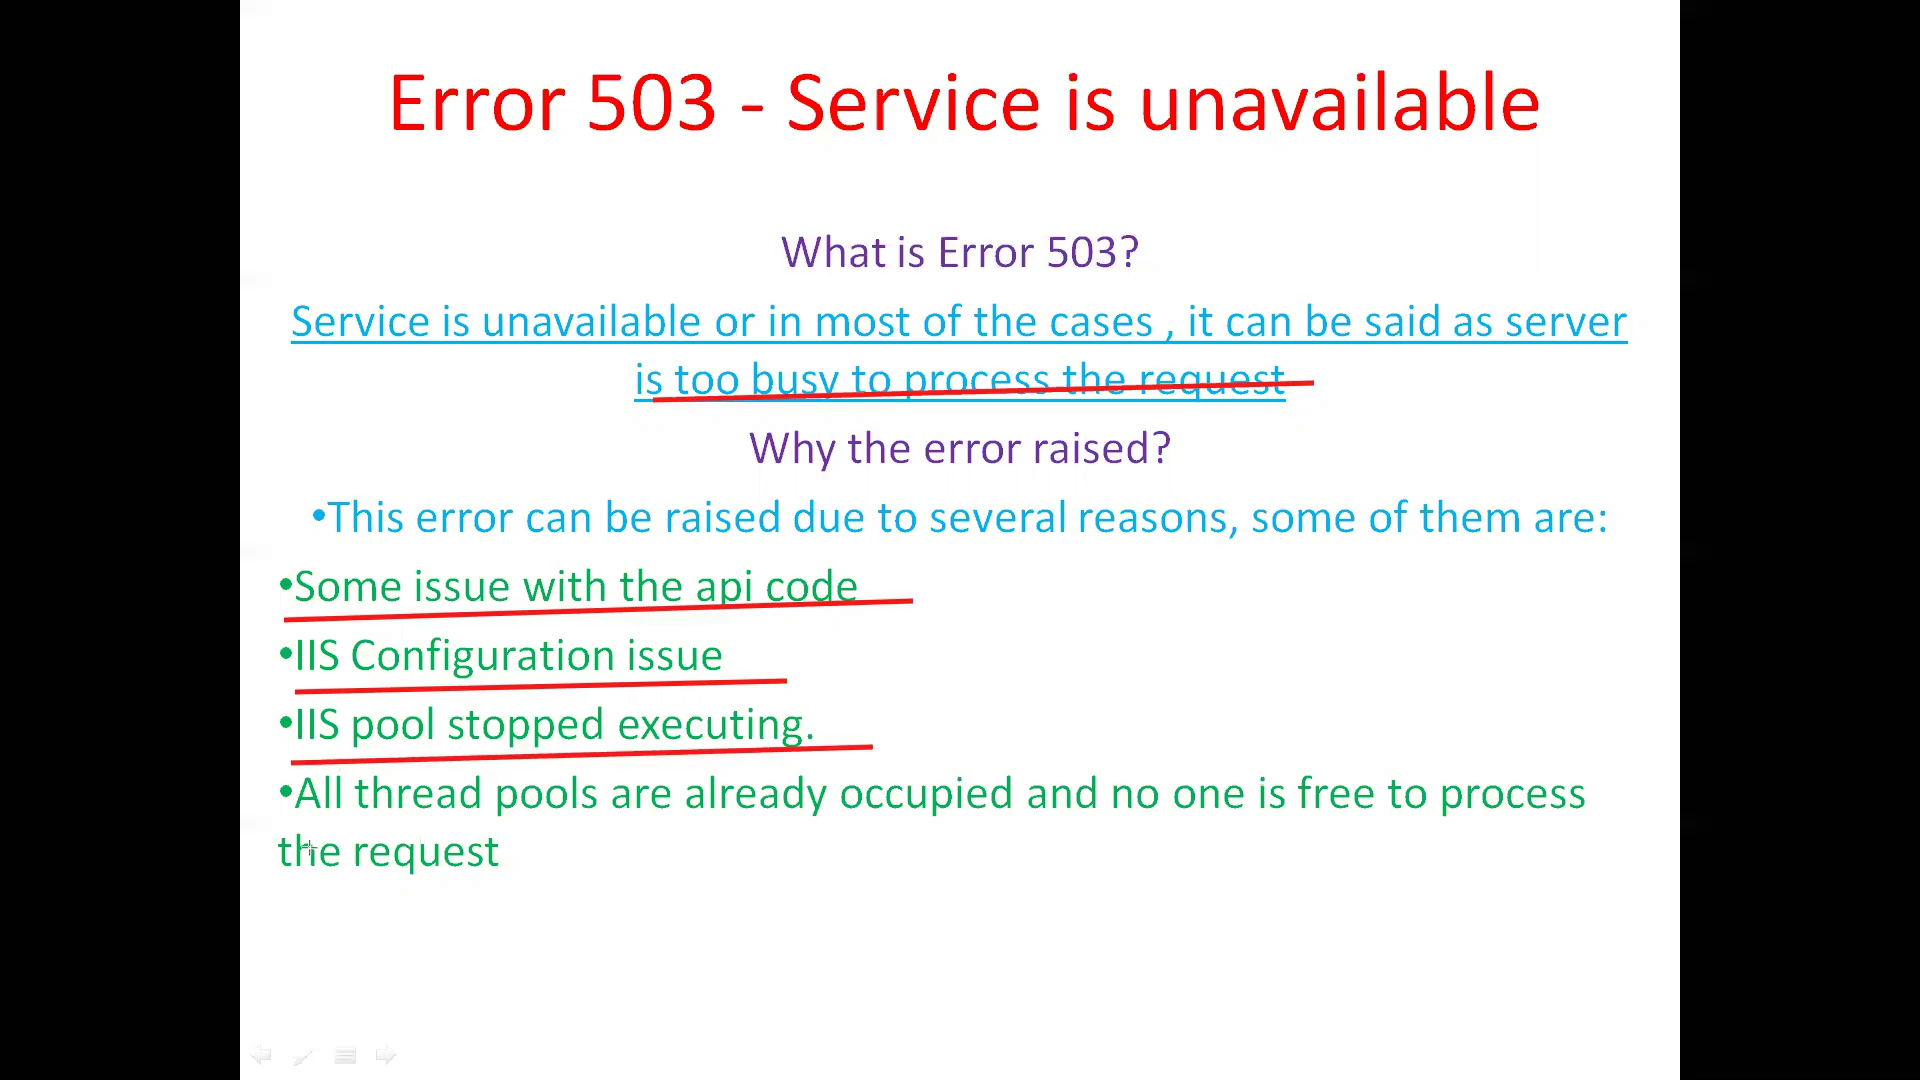 Error 503 - Service is unavailable
What is Error 503?
Service is unavailable or in most of the cases , it can be said as server
is too busy to process the request
Why the error raised?
•This error can be raised due to several reasons, some of them are:
•Some issue with the api code
•IIS Configuration issue
•IIS pool stopped executing.
•All thread pools are already occupied and no one is free to process
the request